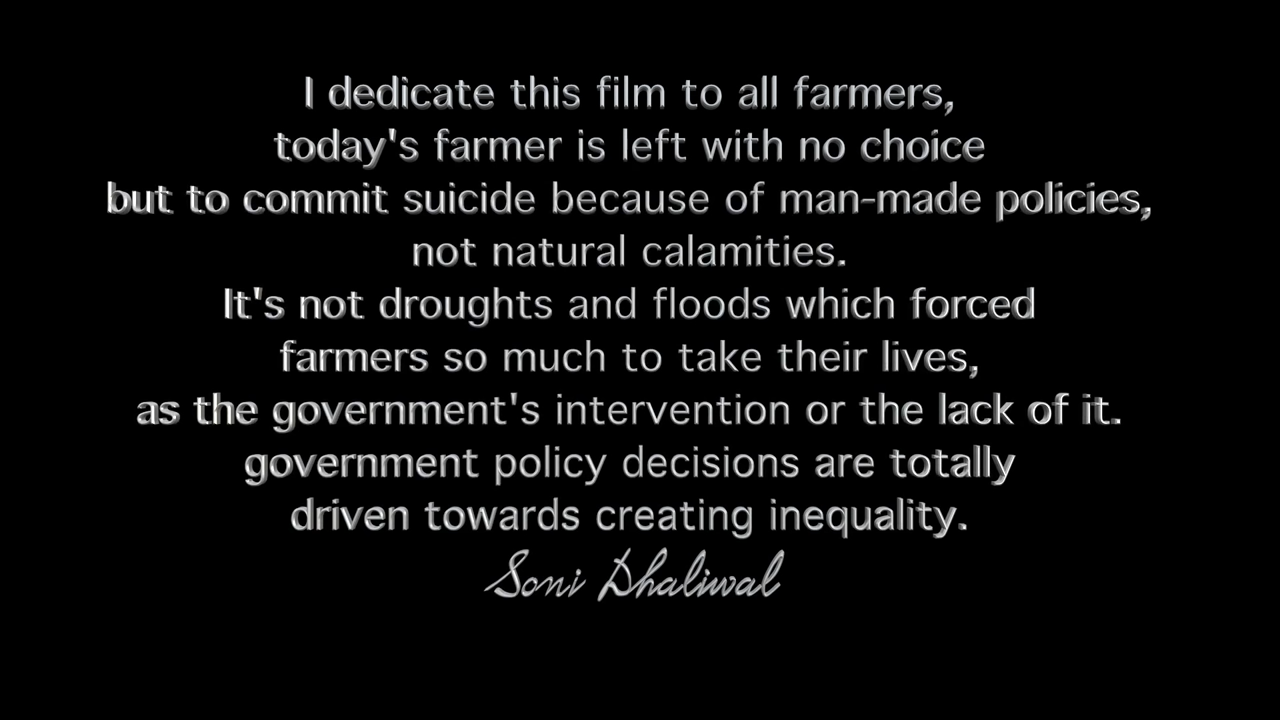 I dedicate this film to all farmers,
today's farmer is left with no choice
but to commit suicide because of man-made policies,
not natural calamities.
It's not droughts and floods which forced
farmers so much to take their lives,
as the government's intervention or the lack of it.
government policy decisions are totally
driven towards creating inequality.
Soni Dhaliwal